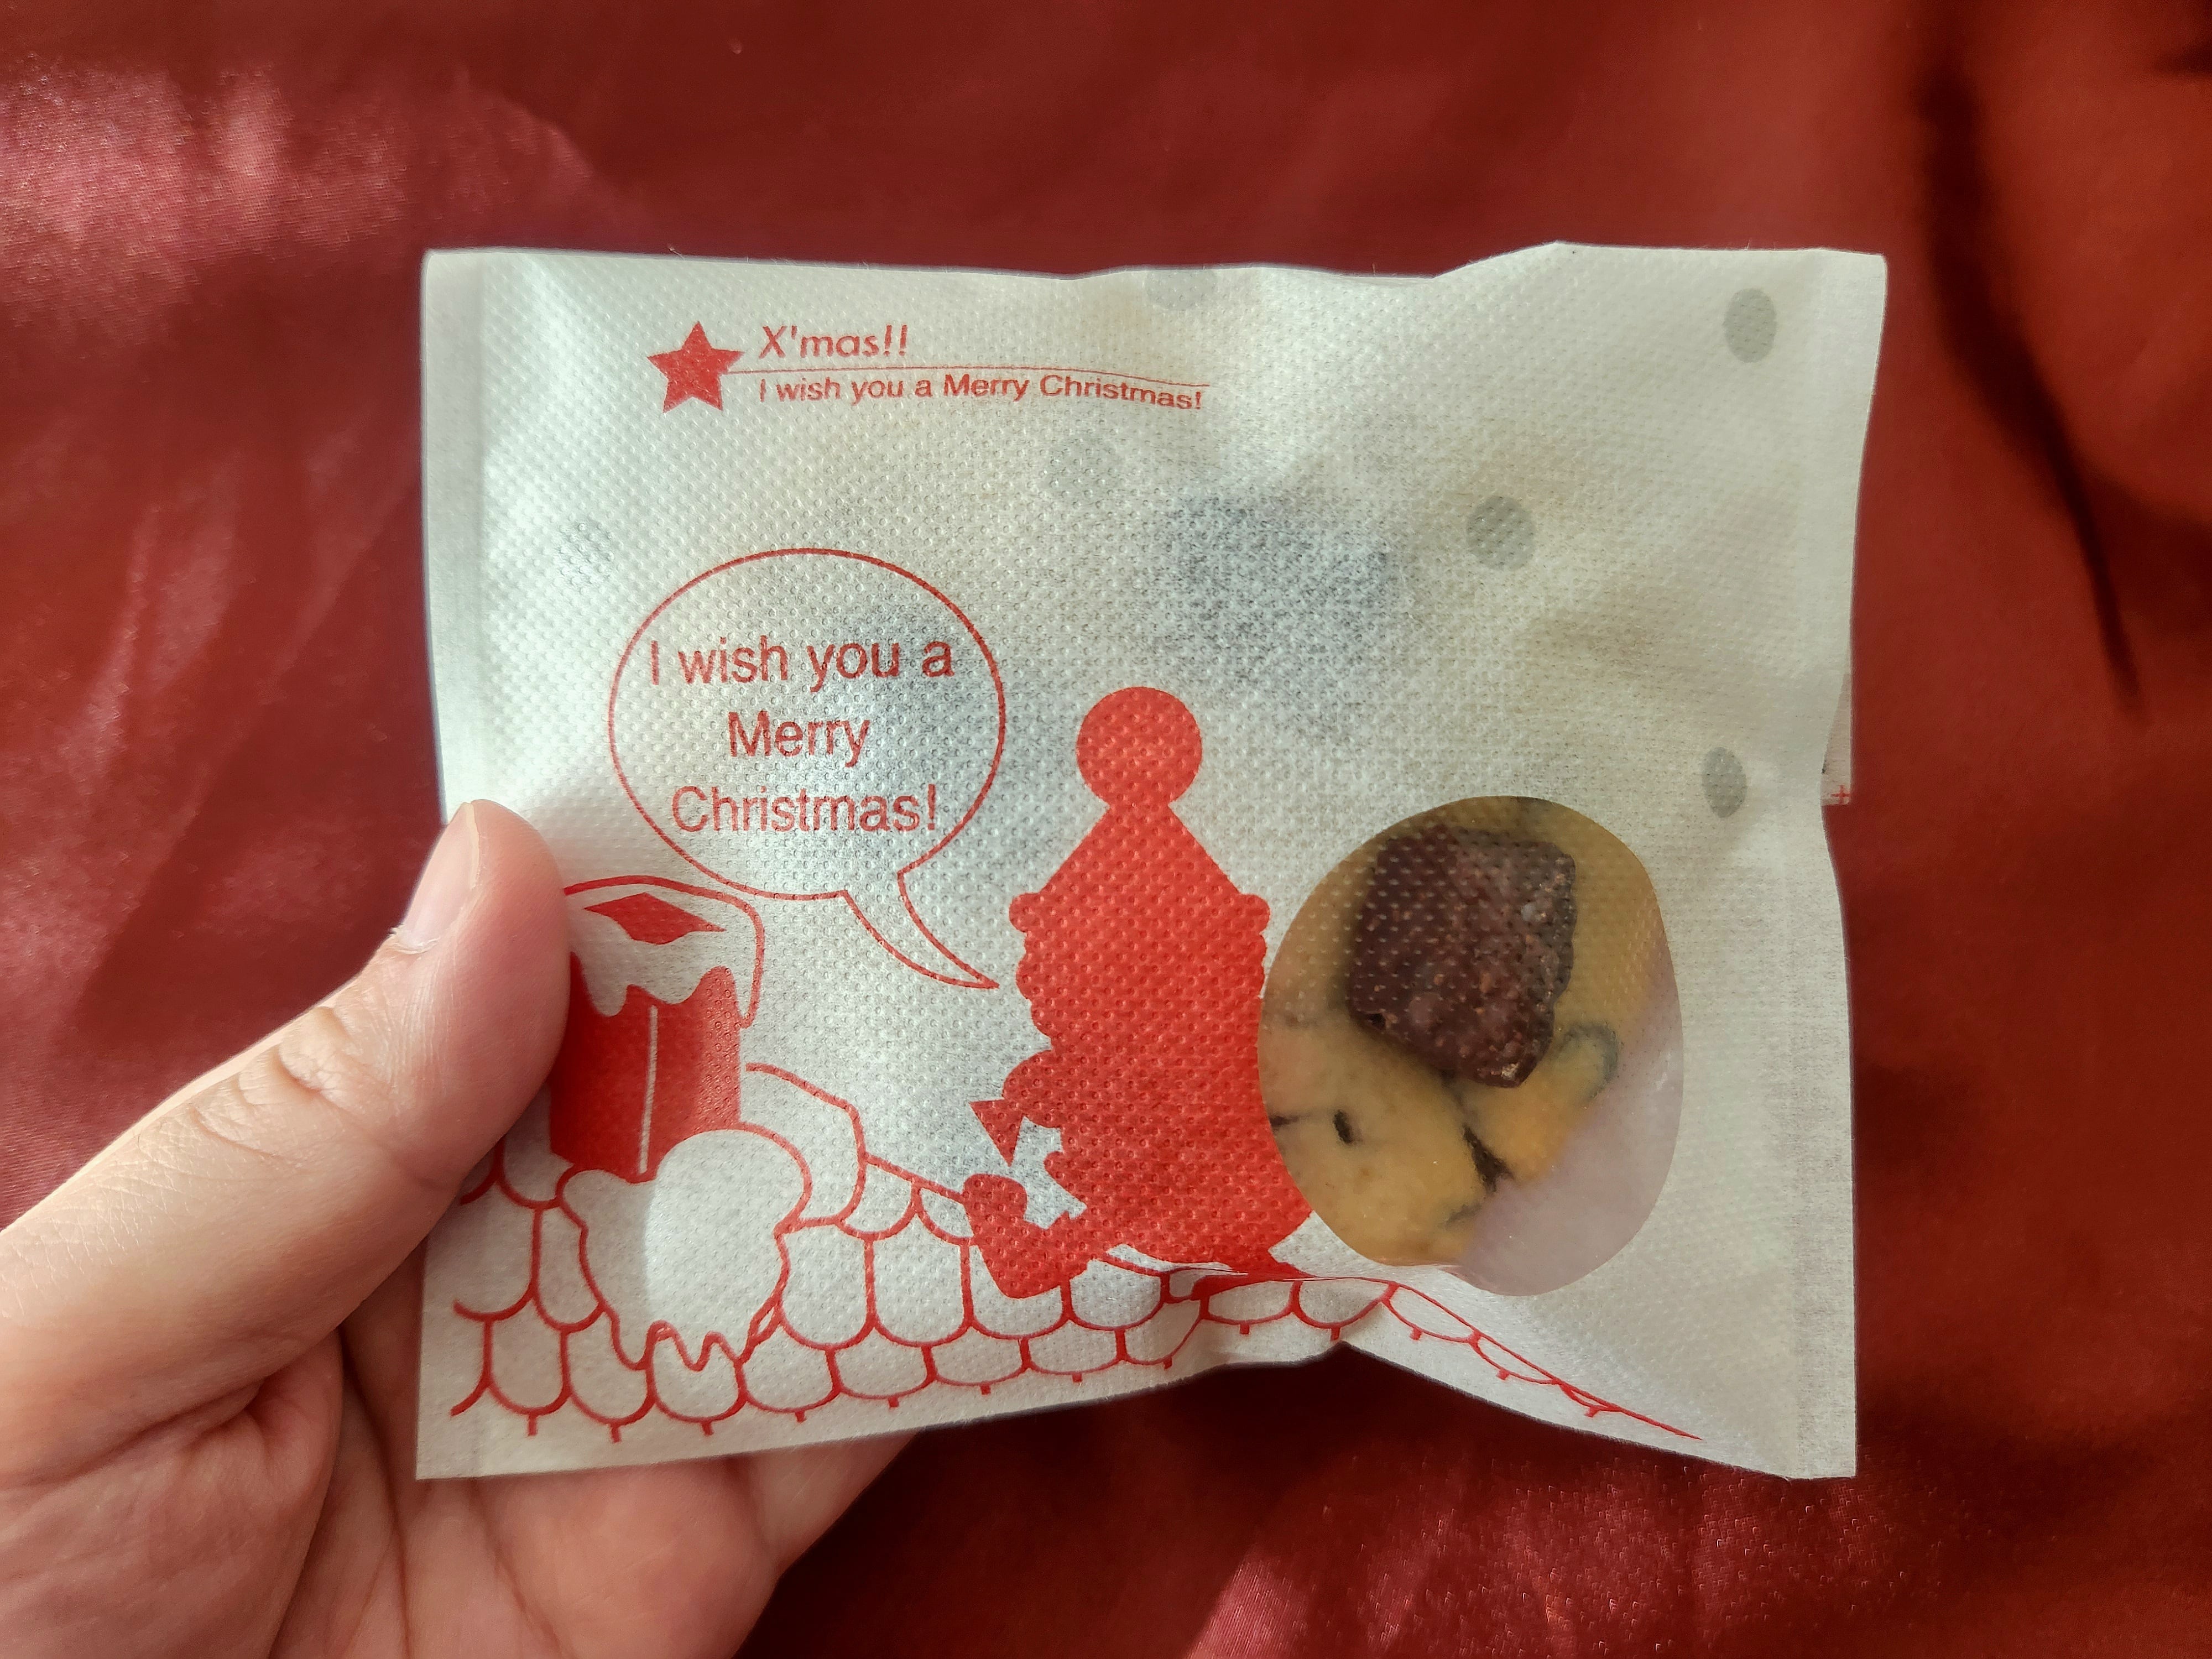 X'mas!!
I wish you a Merry Christmas!
I wish you a
Merry
Christmas!